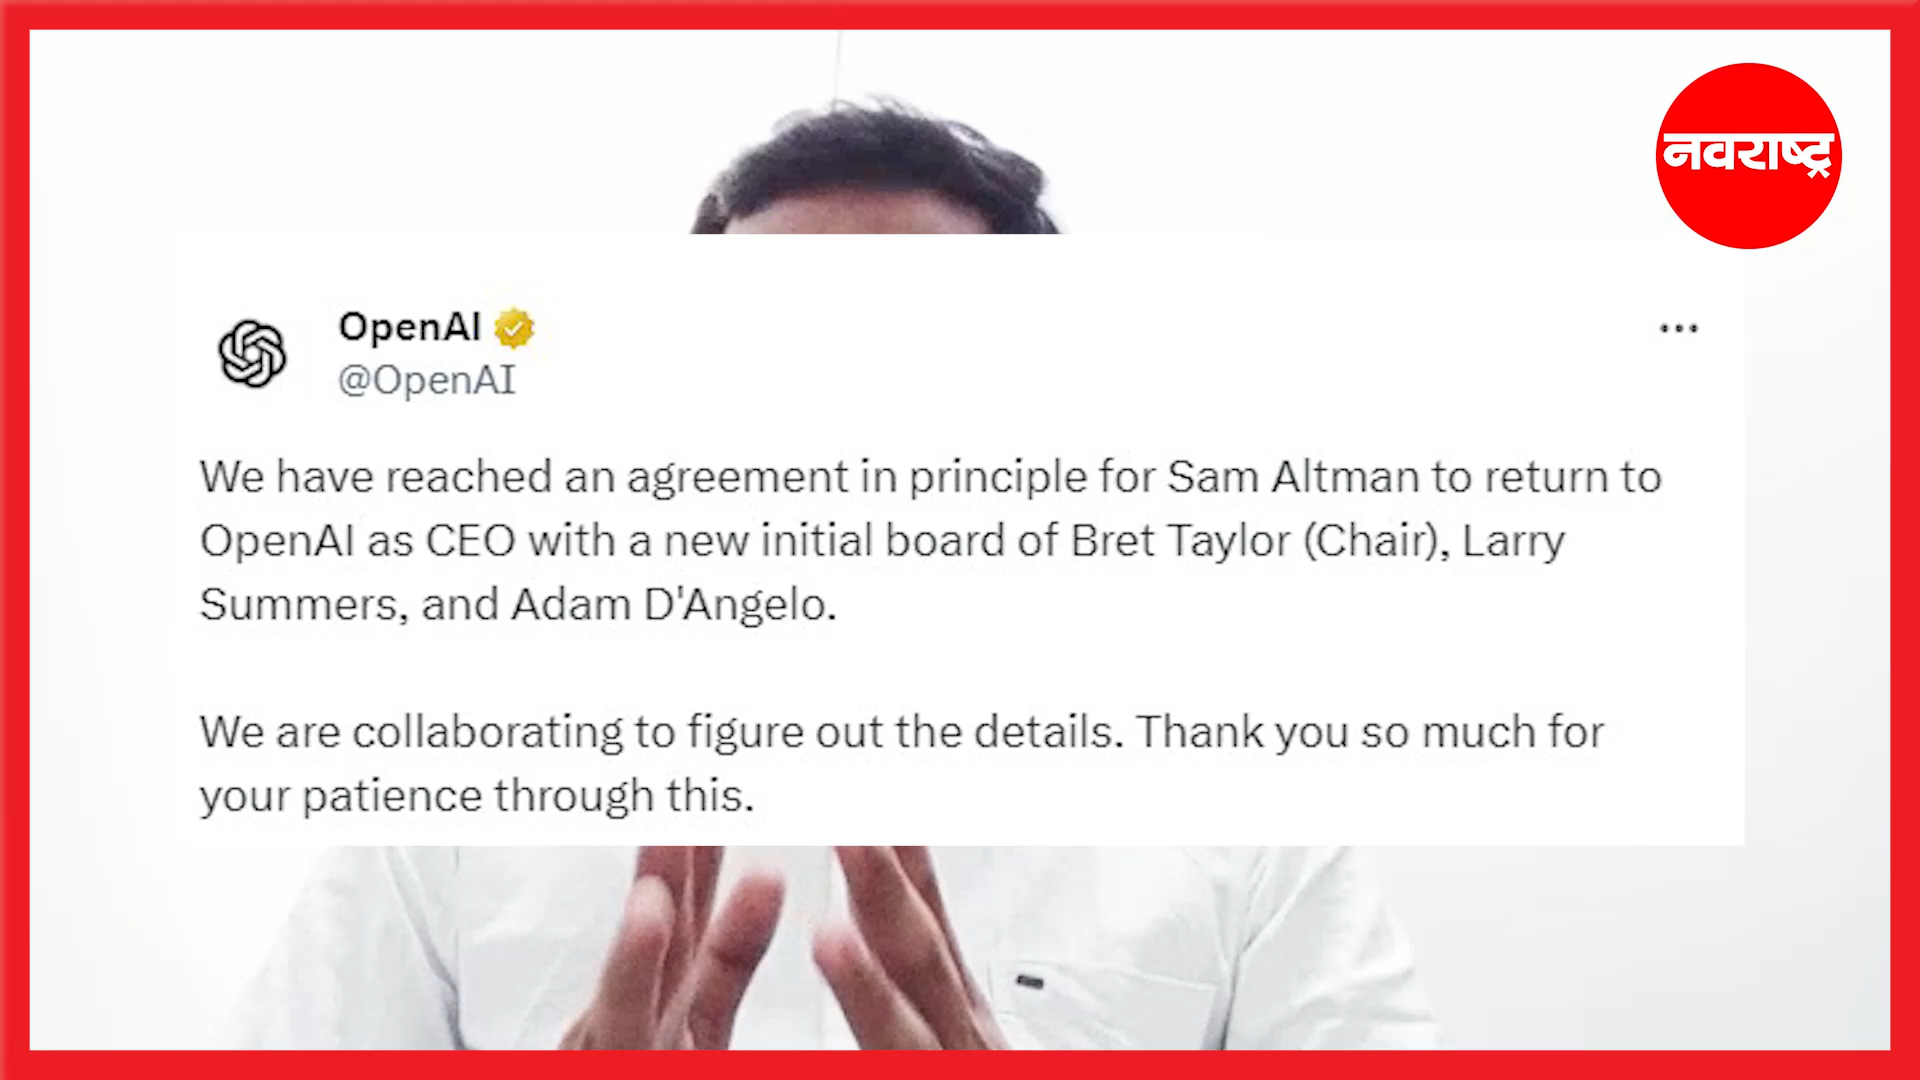 नवराष्ट्र
OpenAI
@OpenAI
We have reached an agreement in principle for Sam Altman to return to
OpenAI as CEO with a new initial board of Bret Taylor (Chair), Larry
Summers, and Adam D'Angelo.
We are collaborating to figure out the details. Thank you so much for
your patience through this.